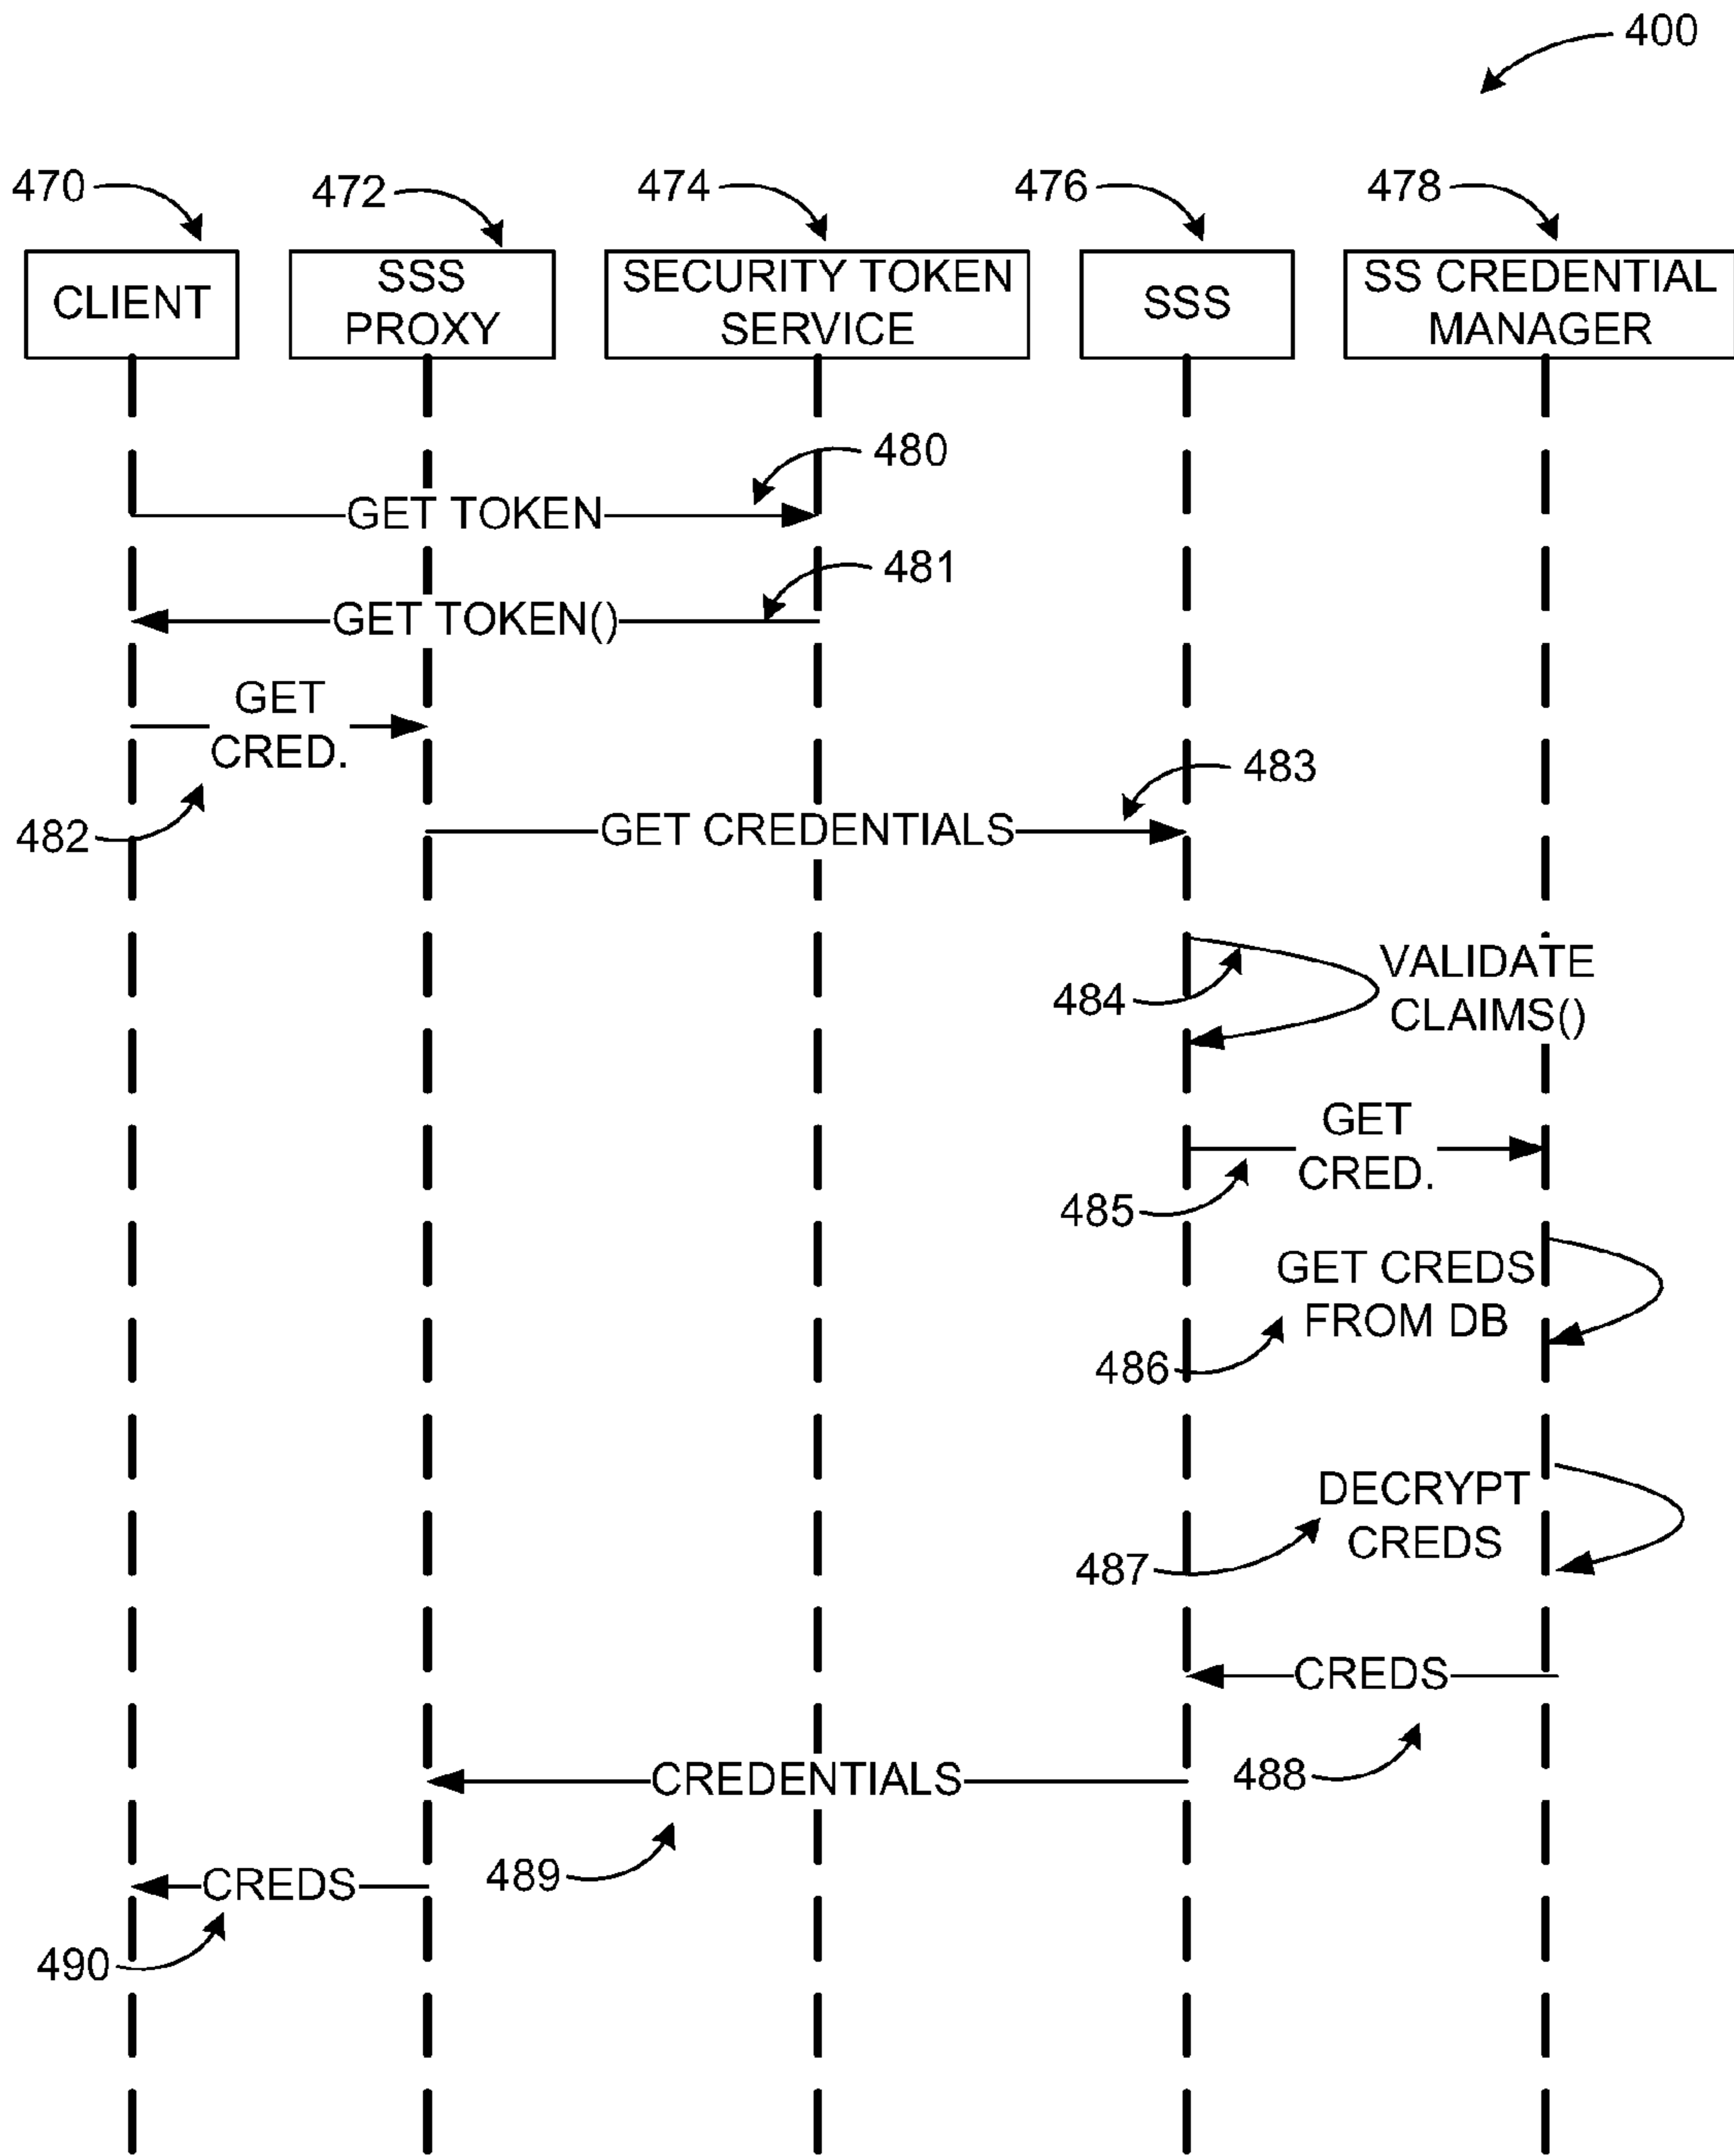 400
470
472
474
476
478
CLIENT
SSS
PROXY
SECURITY TOKEN
SERVICE
SSS
SS CREDENTIAL
MANAGER
480
GET TOKEN
481
GET TOKEN()
GET
CRED.
482
483
GET CREDENTIALS
484
VALIDATE
CLAIMS()
GET
CRED.
485
GET CREDS
FROM DB
486
DECRYPT
CREDS
487
CREDS
488
CREDENTIALS
489
CREDS
490